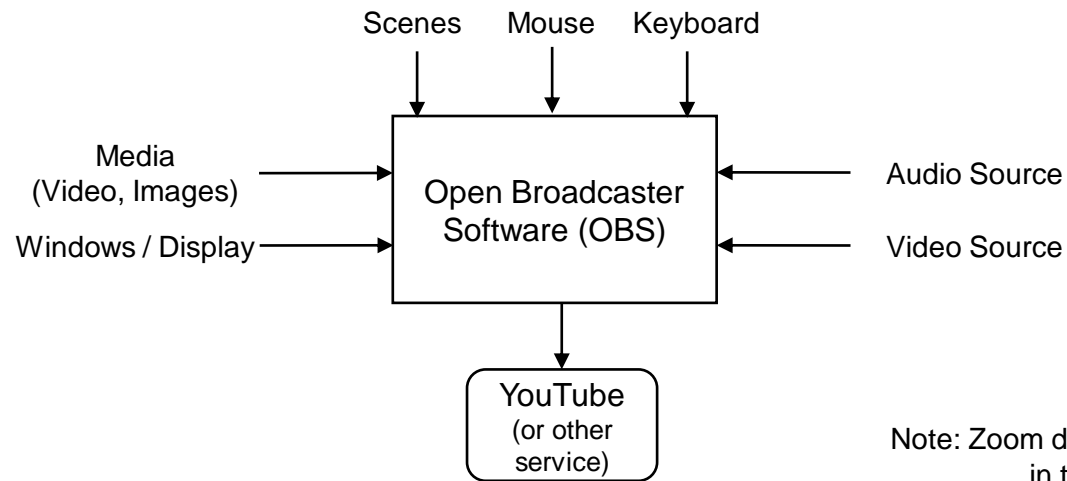 Scenes Mouse Keyboard
Media
(Video, Images)
Windows / Display
Open Broadcaster
Software (OBS)
Audio Source
Video Source
YouTube
(or other
service)
Note: Zoom d
in t